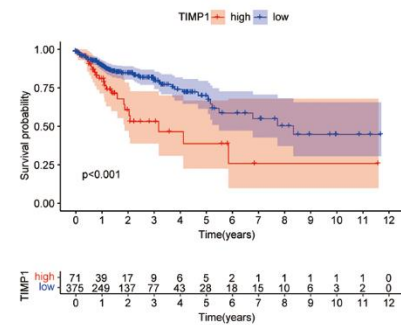 TIMP1 high low
1.00
0.75
0.50
0.25
0.00
Survival probability
p<0.001
0 1 2 3 4 5 6 7 8 9 10 11 12
Time(years)
TIMP1
high 71 39 17 9 6 5 2 1 1 1 1 1 0
low 375 249 137 77 43 28 18 15 10 6 3 2 0
0 1 2 3 4 5 6 7 8 9 10 11 12
Time(years)